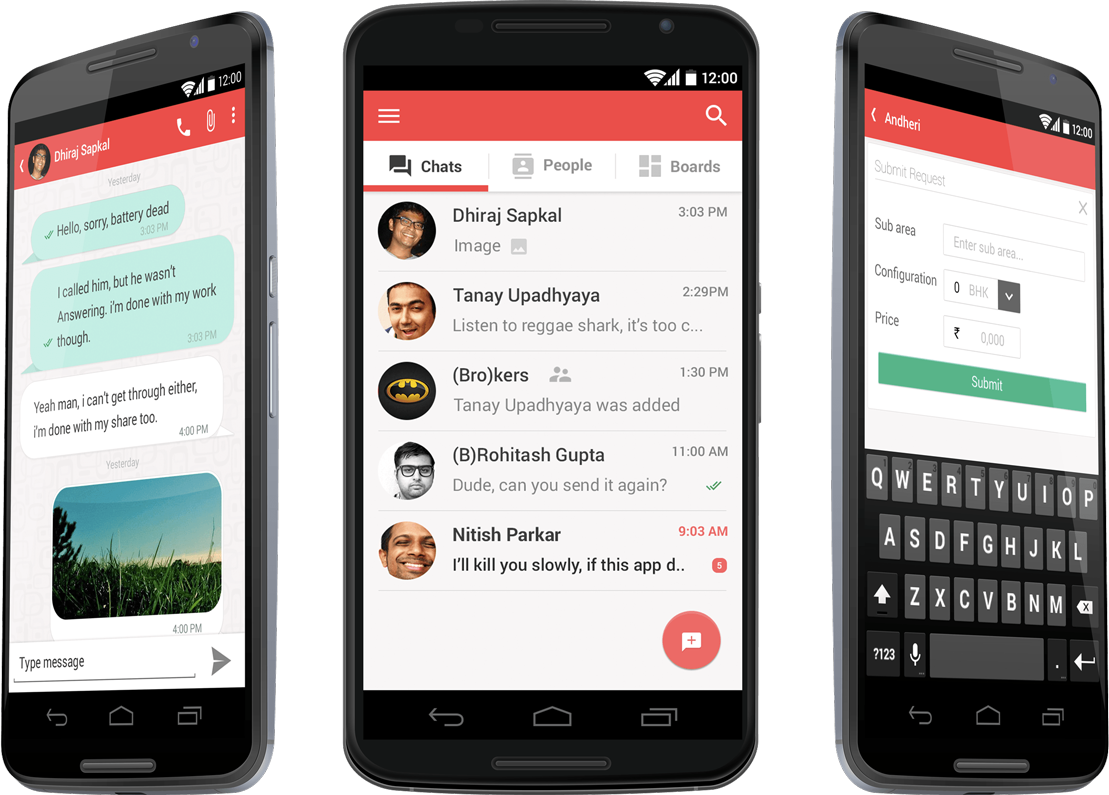 12:00
Dhiraj Sapkal
Yesterday
Hello, sorry, battery dead
3:03 PM
I called him, but he wasn't
Answering. i'm done with my work
though.
3:03 PM
Yeah man, i can't get through either,
i'm done with my share too.
4:00 PM
Yesterday
4:00 PM
Type message
12:00
Chats People Boards
Dhiraj Sapkal 3:03 PM
Image
Tanay Upadhyaya 2:29PM
Listen to reggae shark, it's too c...
(Bro)kers 1:30 PM
Tanay Upadhyaya was added
(B)Rohitash Gupta 11:00 AM
Dude, can you send it again?
Nitish Parkar 9:03 AM
I'll kill you slowly, if this app d.. 5
12:00
Andheri
Submit Request
Sub area Enter sub area...
Configuration 0 BHK
Price ₹ 0,000
Submit
Q W E R T Y U I O P
A S D F G H J K L
Z X C V B N M
?123 .